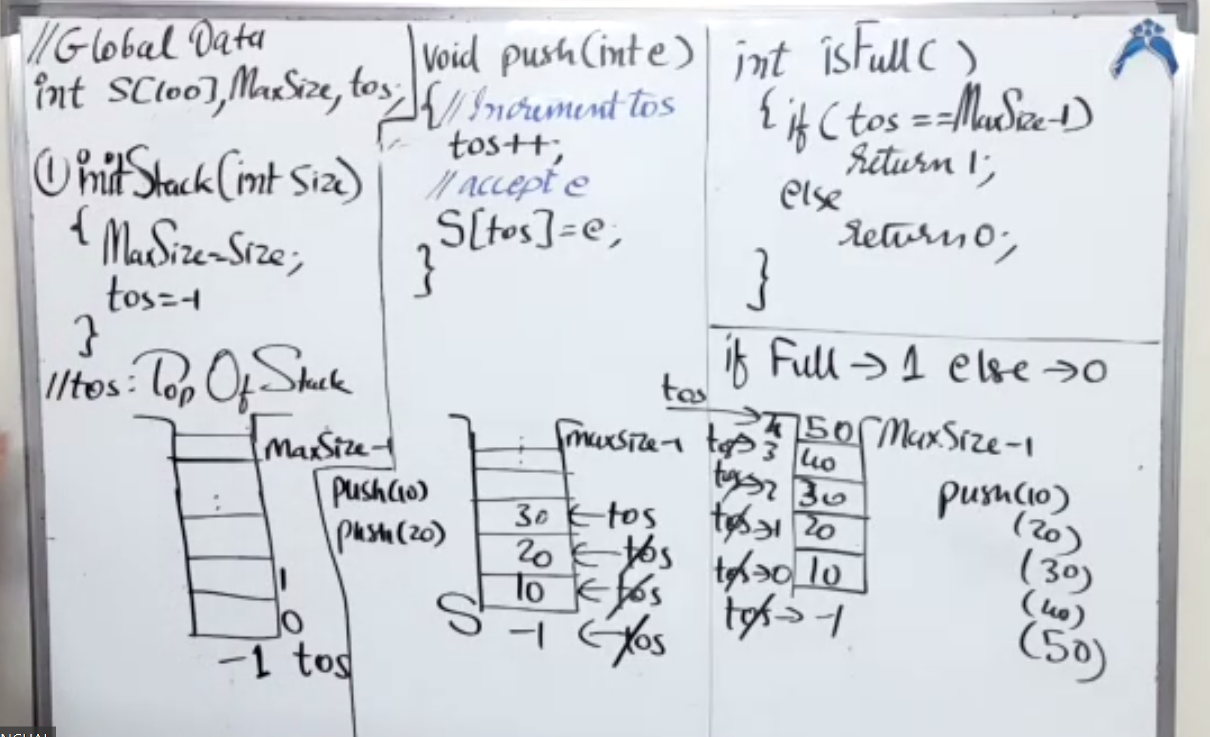 //Global Data
int S[100], MaxSize, tos;
① initStack(int Size)
{
MaxSize=Size;
tos=-1
}
//tos: Top Of Stack
MaxSize-1
⋮
1
0
-1 tos
push(10)
push(20)
void push(int e)
{//Increment tos
tos++;
//accept e
S[tos]=e;
}
⋮ maxsize-1
30 ← tos
20 ← tos
10 ← tos
S -1 ← tos
int isFull()
{if(tos==MaxSize-1)
return 1;
else
return 0;
}
if Full → 1 else → 0
tos → 4 50 MaxSize-1
tos→3 40
tos→2 30
tos→1 20
tos→0 10
tos→ -1
push(10)
(20)
(30)
(40)
(50)